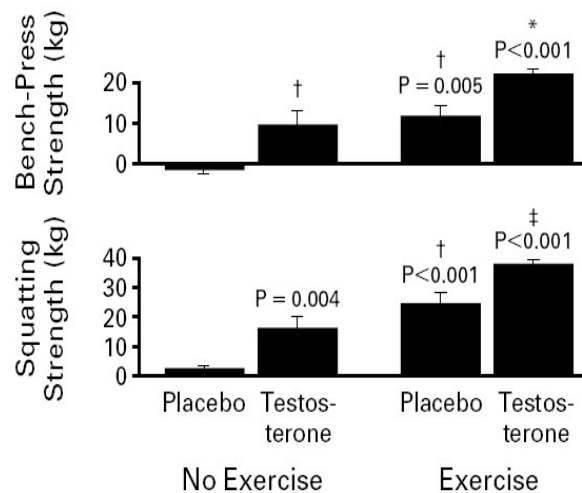 Bench-Press
Strength (kg)
*
P<0.001
†
P = 0.005
†
20
10
0
Squatting
Strength (kg)
‡
P<0.001
†
P<0.001
P = 0.004
40
30
20
10
0
Placebo Testos-
terone
Placebo Testos-
terone
No Exercise
Exercise